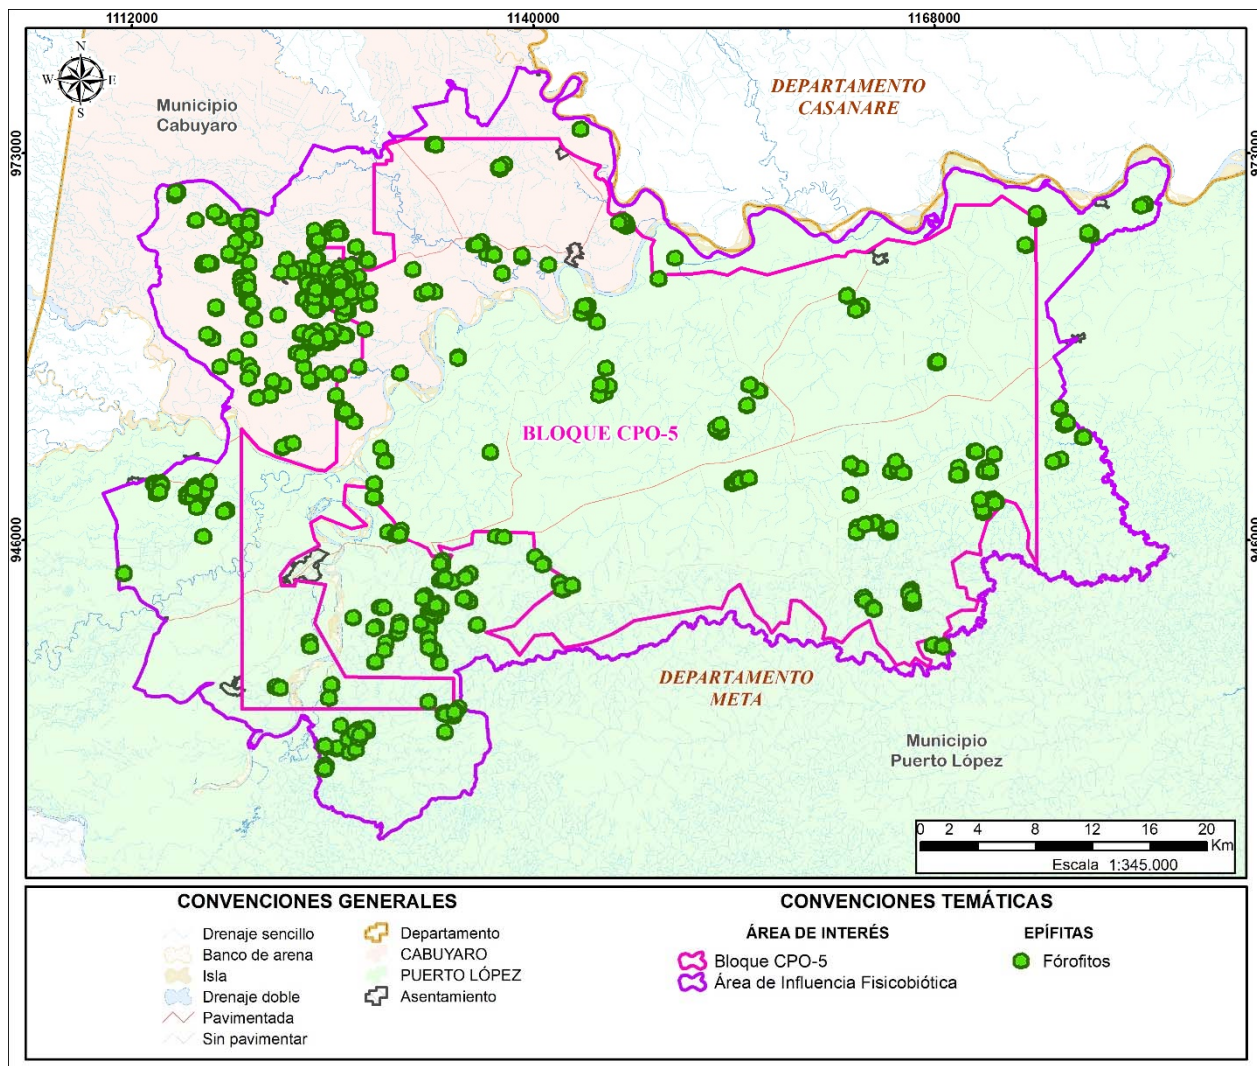 1112000
1140000
1168000
N
W
E
S
Municipio
Cabuyaro
DEPARTAMENTO
CASANARE
973000
973000
BLOQUE CPO-5
946000
946000
DEPARTAMENTO
META
Municipio
Puerto López
0 2 4 8 12 16 20
Km
Escala 1:345.000
CONVENCIONES GENERALES
Drenaje sencillo
Banco de arena
Isla
Drenaje doble
Pavimentada
Sin pavimentar
Departamento
CABUYARO
PUERTO LÓPEZ
Asentamiento
CONVENCIONES TEMÁTICAS
ÁREA DE INTERÉS
Bloque CPO-5
Área de Influencia Fisicobiótica
EPÍFITAS
Fórofitos